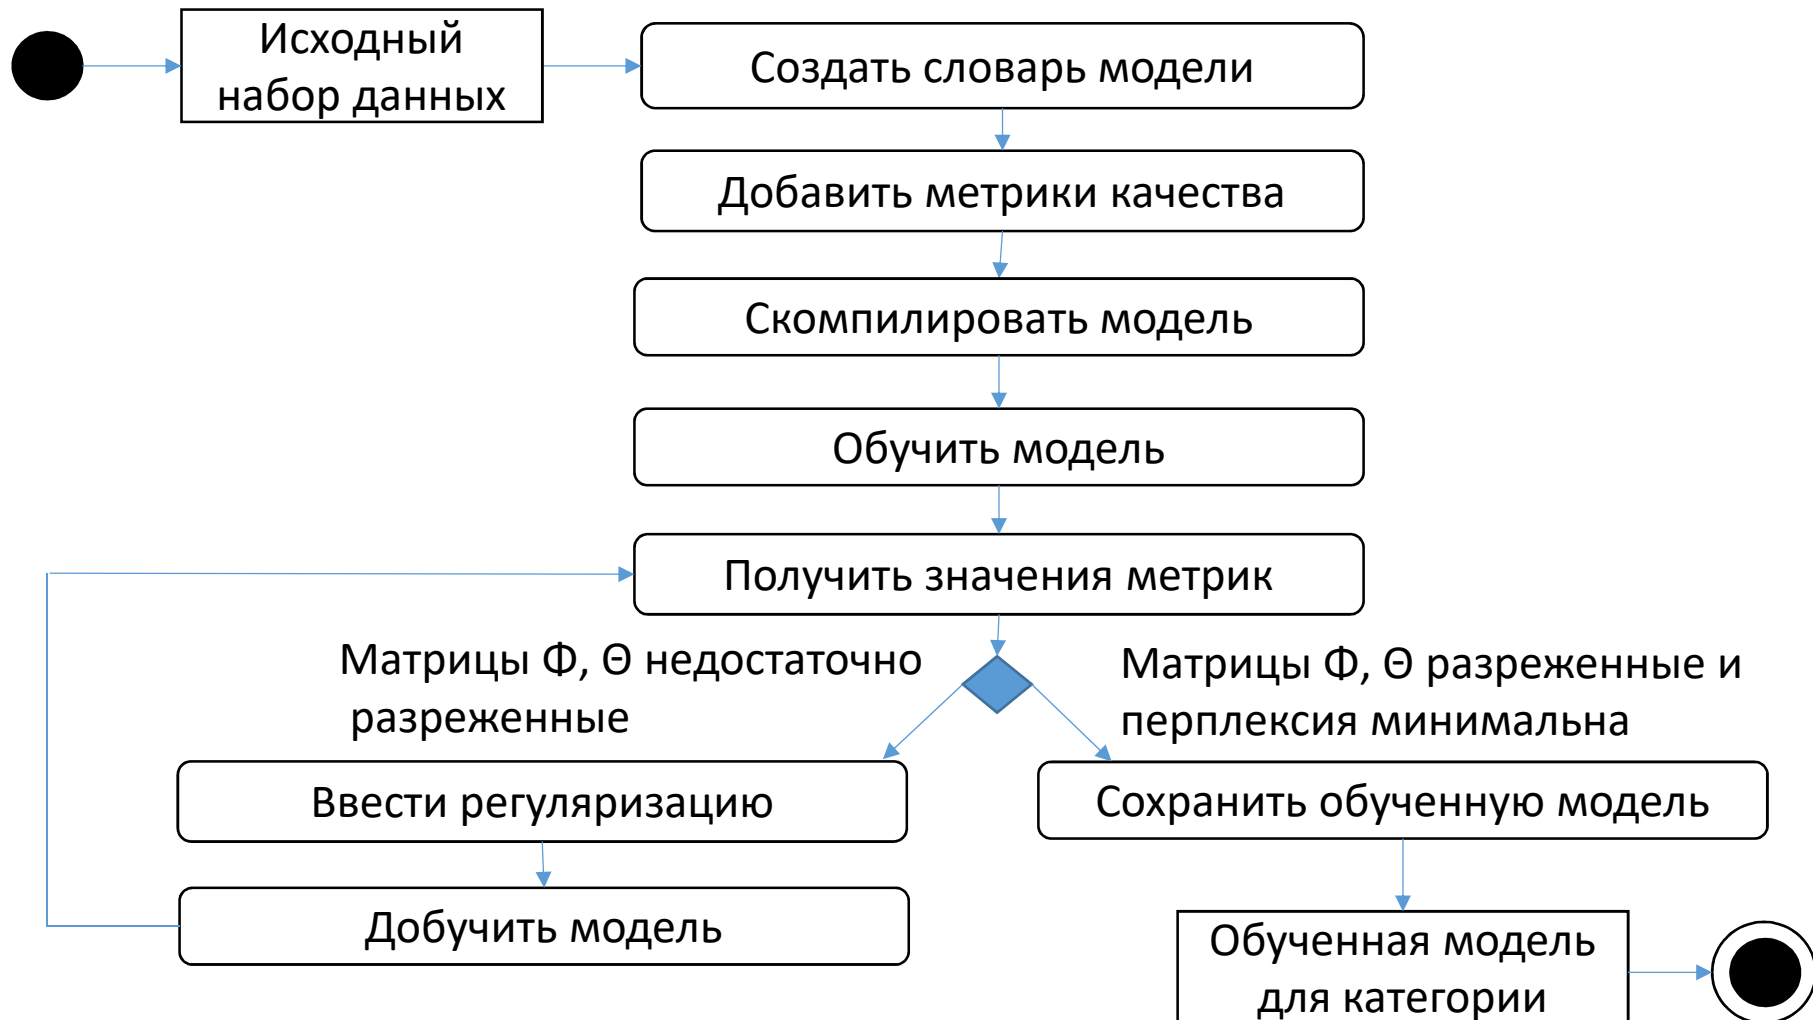 Исходный
набор данных
Создать словарь модели
Добавить метрики качества
Скомпилировать модель
Обучить модель
Получить значения метрик
Матрицы Φ, Θ недостаточно
разреженные
Матрицы Φ, Θ разреженные и
перплексия минимальна
Ввести регуляризацию
Сохранить обученную модель
Добучить модель
Обученная модель
для категории